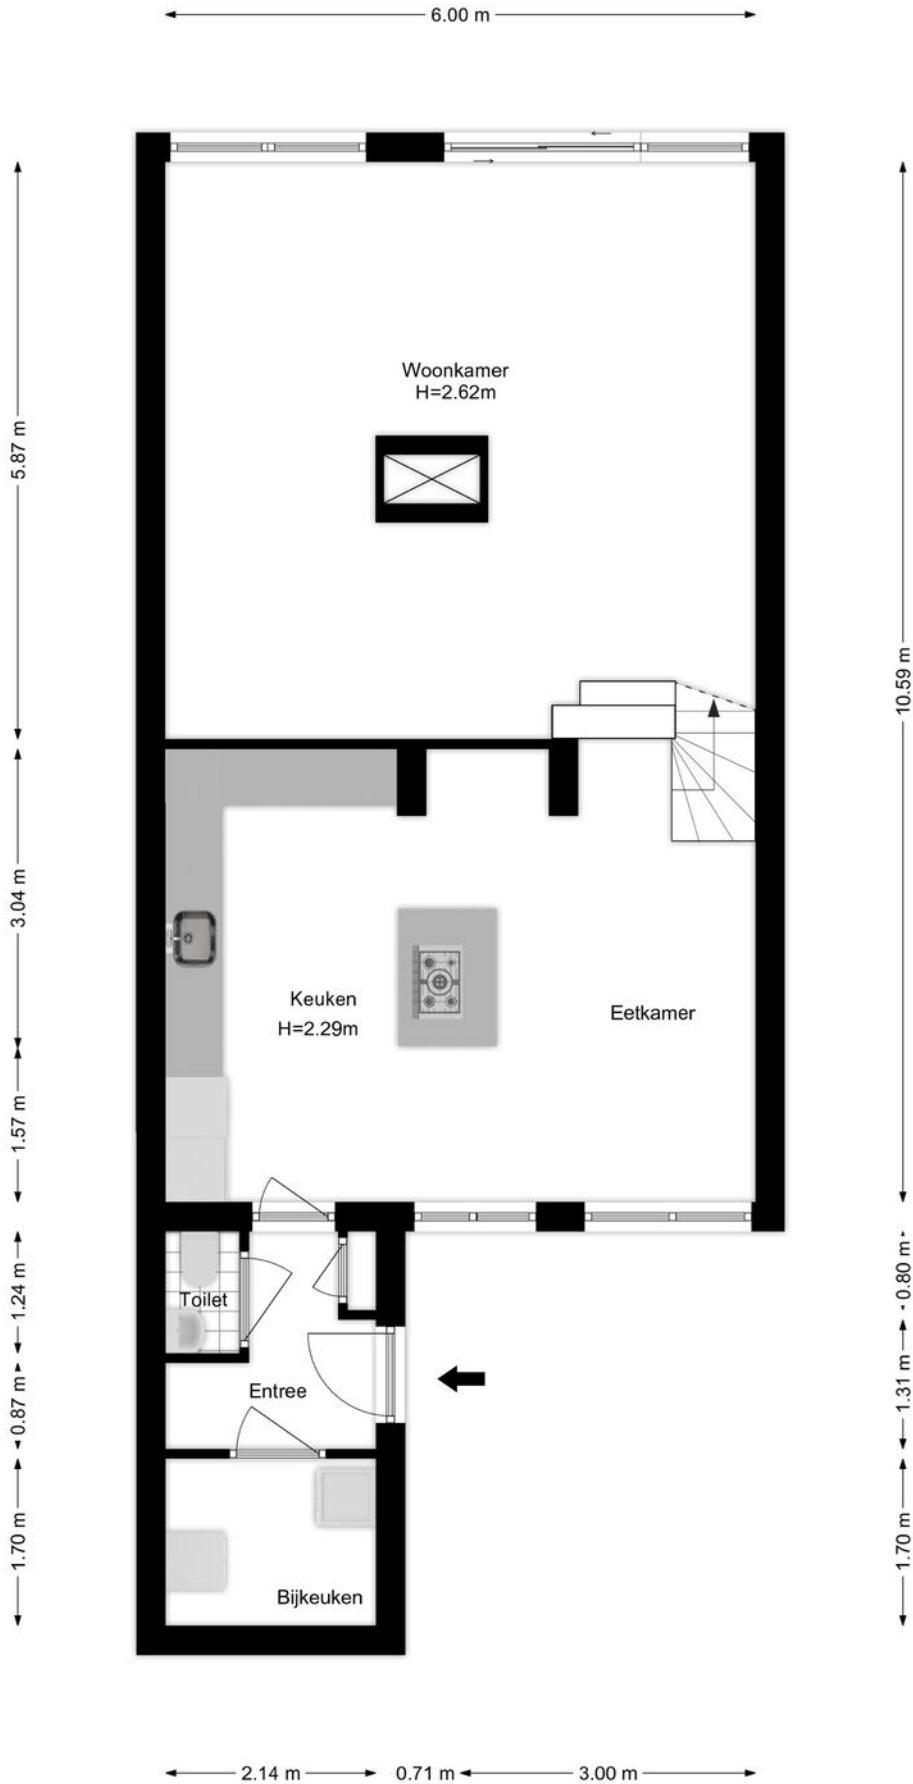 6.00 m
Woonkamer
H=2.62m
5.87 m
10.59 m
3.04 m
Keuken
H=2.29m
Eetkamer
1.57 m
Toilet
1.24 m
0.80 m
Entree
0.87 m
1.31 m
Bijkeuken
1.70 m
1.70 m
2.14 m
0.71 m
3.00 m